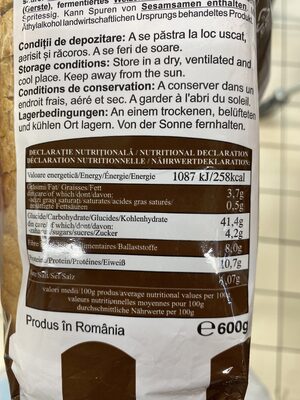 (Gerste), fermentiertes
Spritessig. Kann Spuren von Sesamsamen enthalten
Äthylalkohol landwirtschaftlichen Ursprungs behandeltes
Condiții de depozitare: A se păstra la loc uscat,
aerisit și răcoros. A se feri de soare.
Storage conditions: Store in a dry, ventilated and
cool place. Keep away from the sun.
Conditions de conservation: A conserver dans un
endroit frais, aéré et sec. A garder à l'abri du soleil.
Lagerbedingungen: An einem trockenen, belüfteten
und kühlen Ort lagern. Von der Sonne fernhalten.
DECLARAȚIE NUTRIȚIONALĂ / NUTRITIONAL DECLARATION
DECLARATION NUTRITIONNELLE / NÄHRWERTDEKLARATION:
Valoare energetică/Energy/Énergie/Energie 1087 kJ/258kcal
Grăsimi/Fat/ Graisses/Fett 3,7g
din care/of which/dont/davon:
-acizi grași saturați/saturates/acides gras saturés/ 0,5g
gesättigte Fettsäuren
Glucide/Carbohydrate/Glucides/Kohlenhydrate 41,4g
din care/of which/dont/davon:
-zaharuri/sugars/sucres/Zucker 4,2g
alimentaires Ballaststoffe 8,0g
Protein/Protéines/Eiweiß 10,7g
Salt Sel Salz ,07g
valori medii/100g produs/average nutritional values per 100g
valeurs nutritionnelles moyennes pour 100g
durchschnittliche Nährwerte per 100g
Produs în România ℮600g